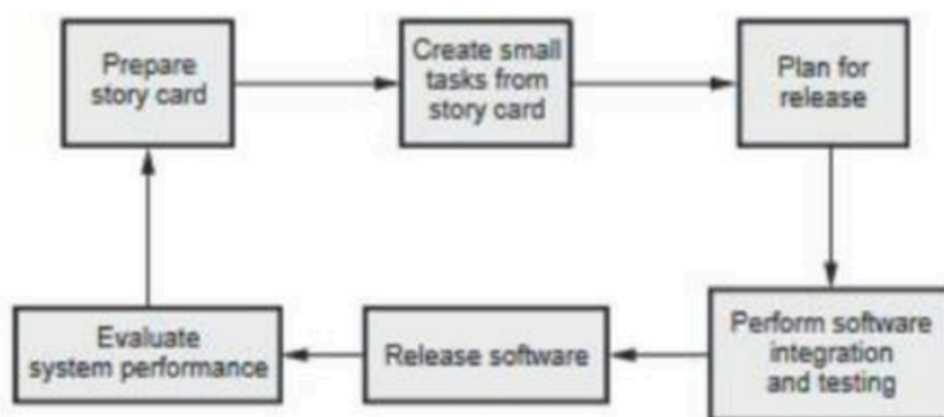 Prepare
story card
Create small
tasks from
story card
Plan for
release
Perform software
integration
and testing
Release software
Evaluate
system performance